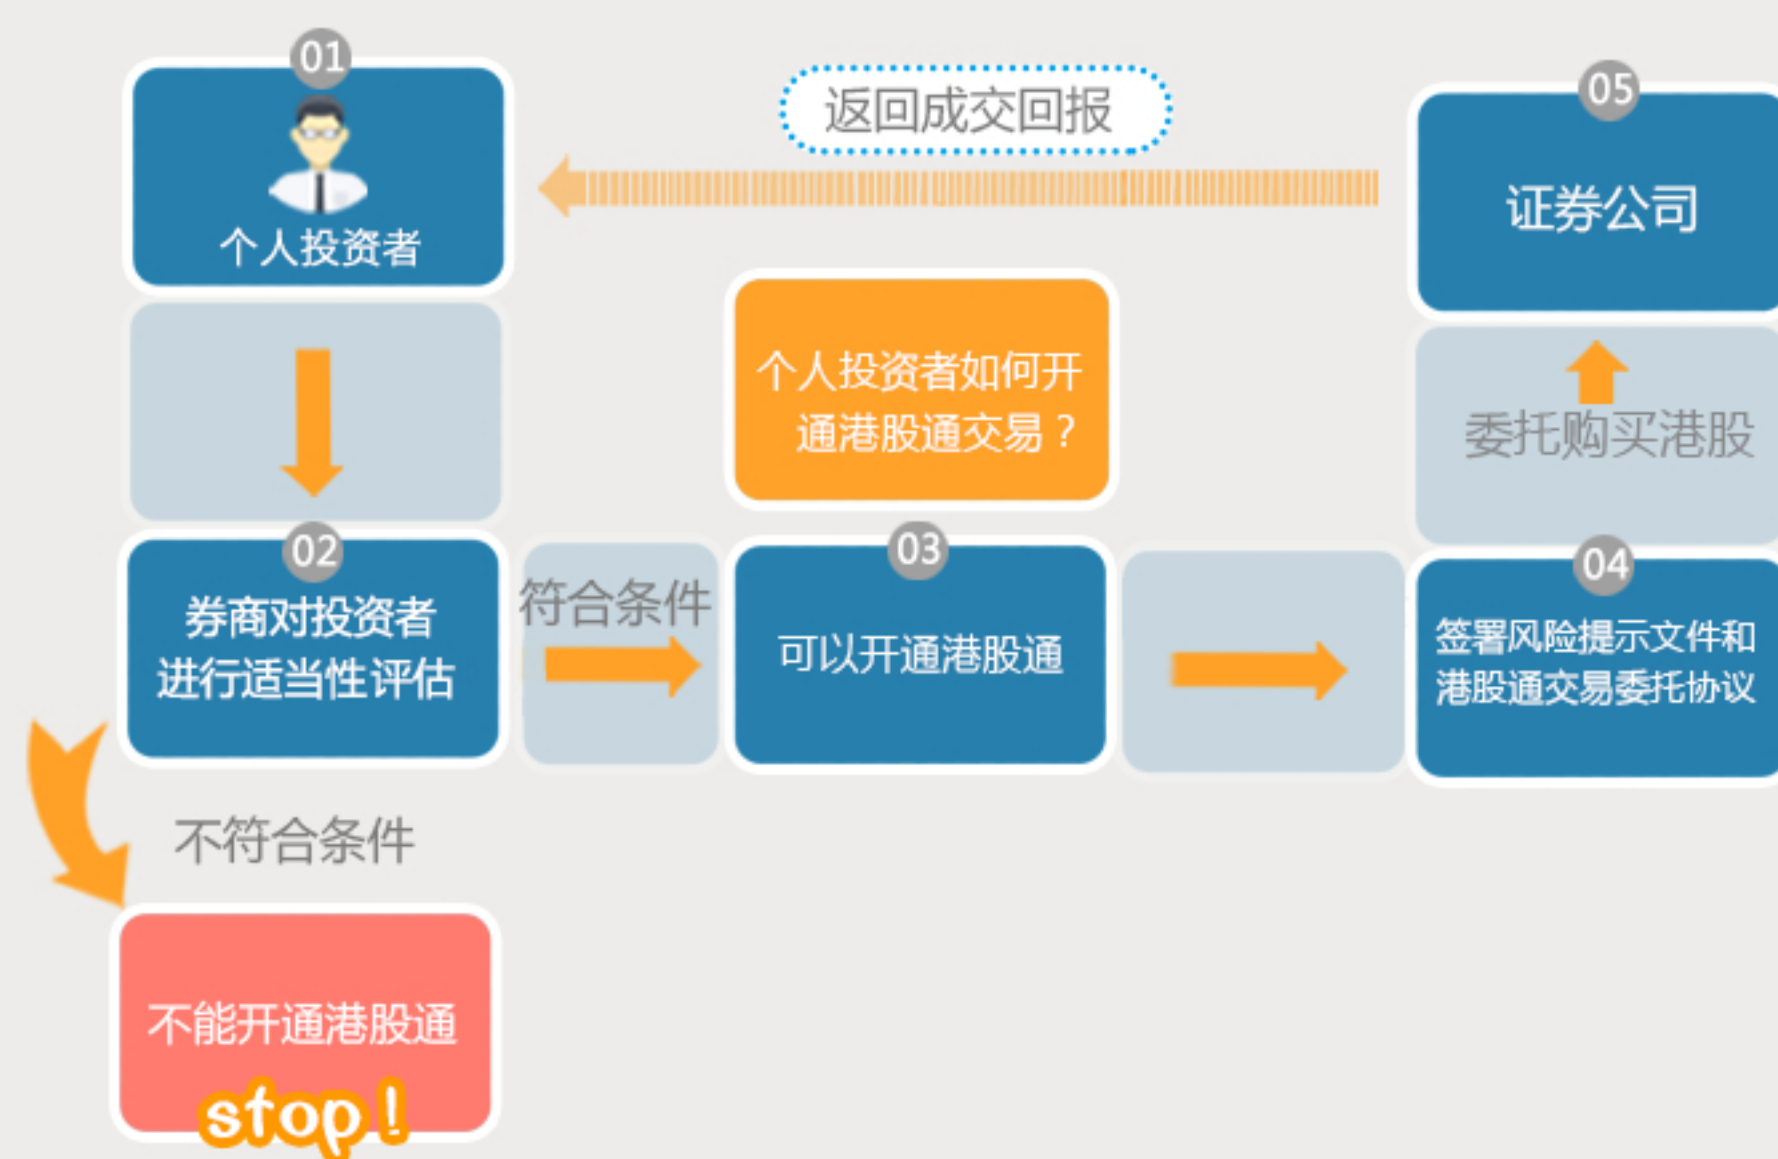 01
个人投资者
返回成交回报
05
证券公司
个人投资者如何开
通港股通交易？
委托购买港股
02
券商对投资者
进行适当性评估
符合条件
03
可以开通港股通
04
签署风险提示文件和
港股通交易委托协议
不符合条件
不能开通港股通
stop!